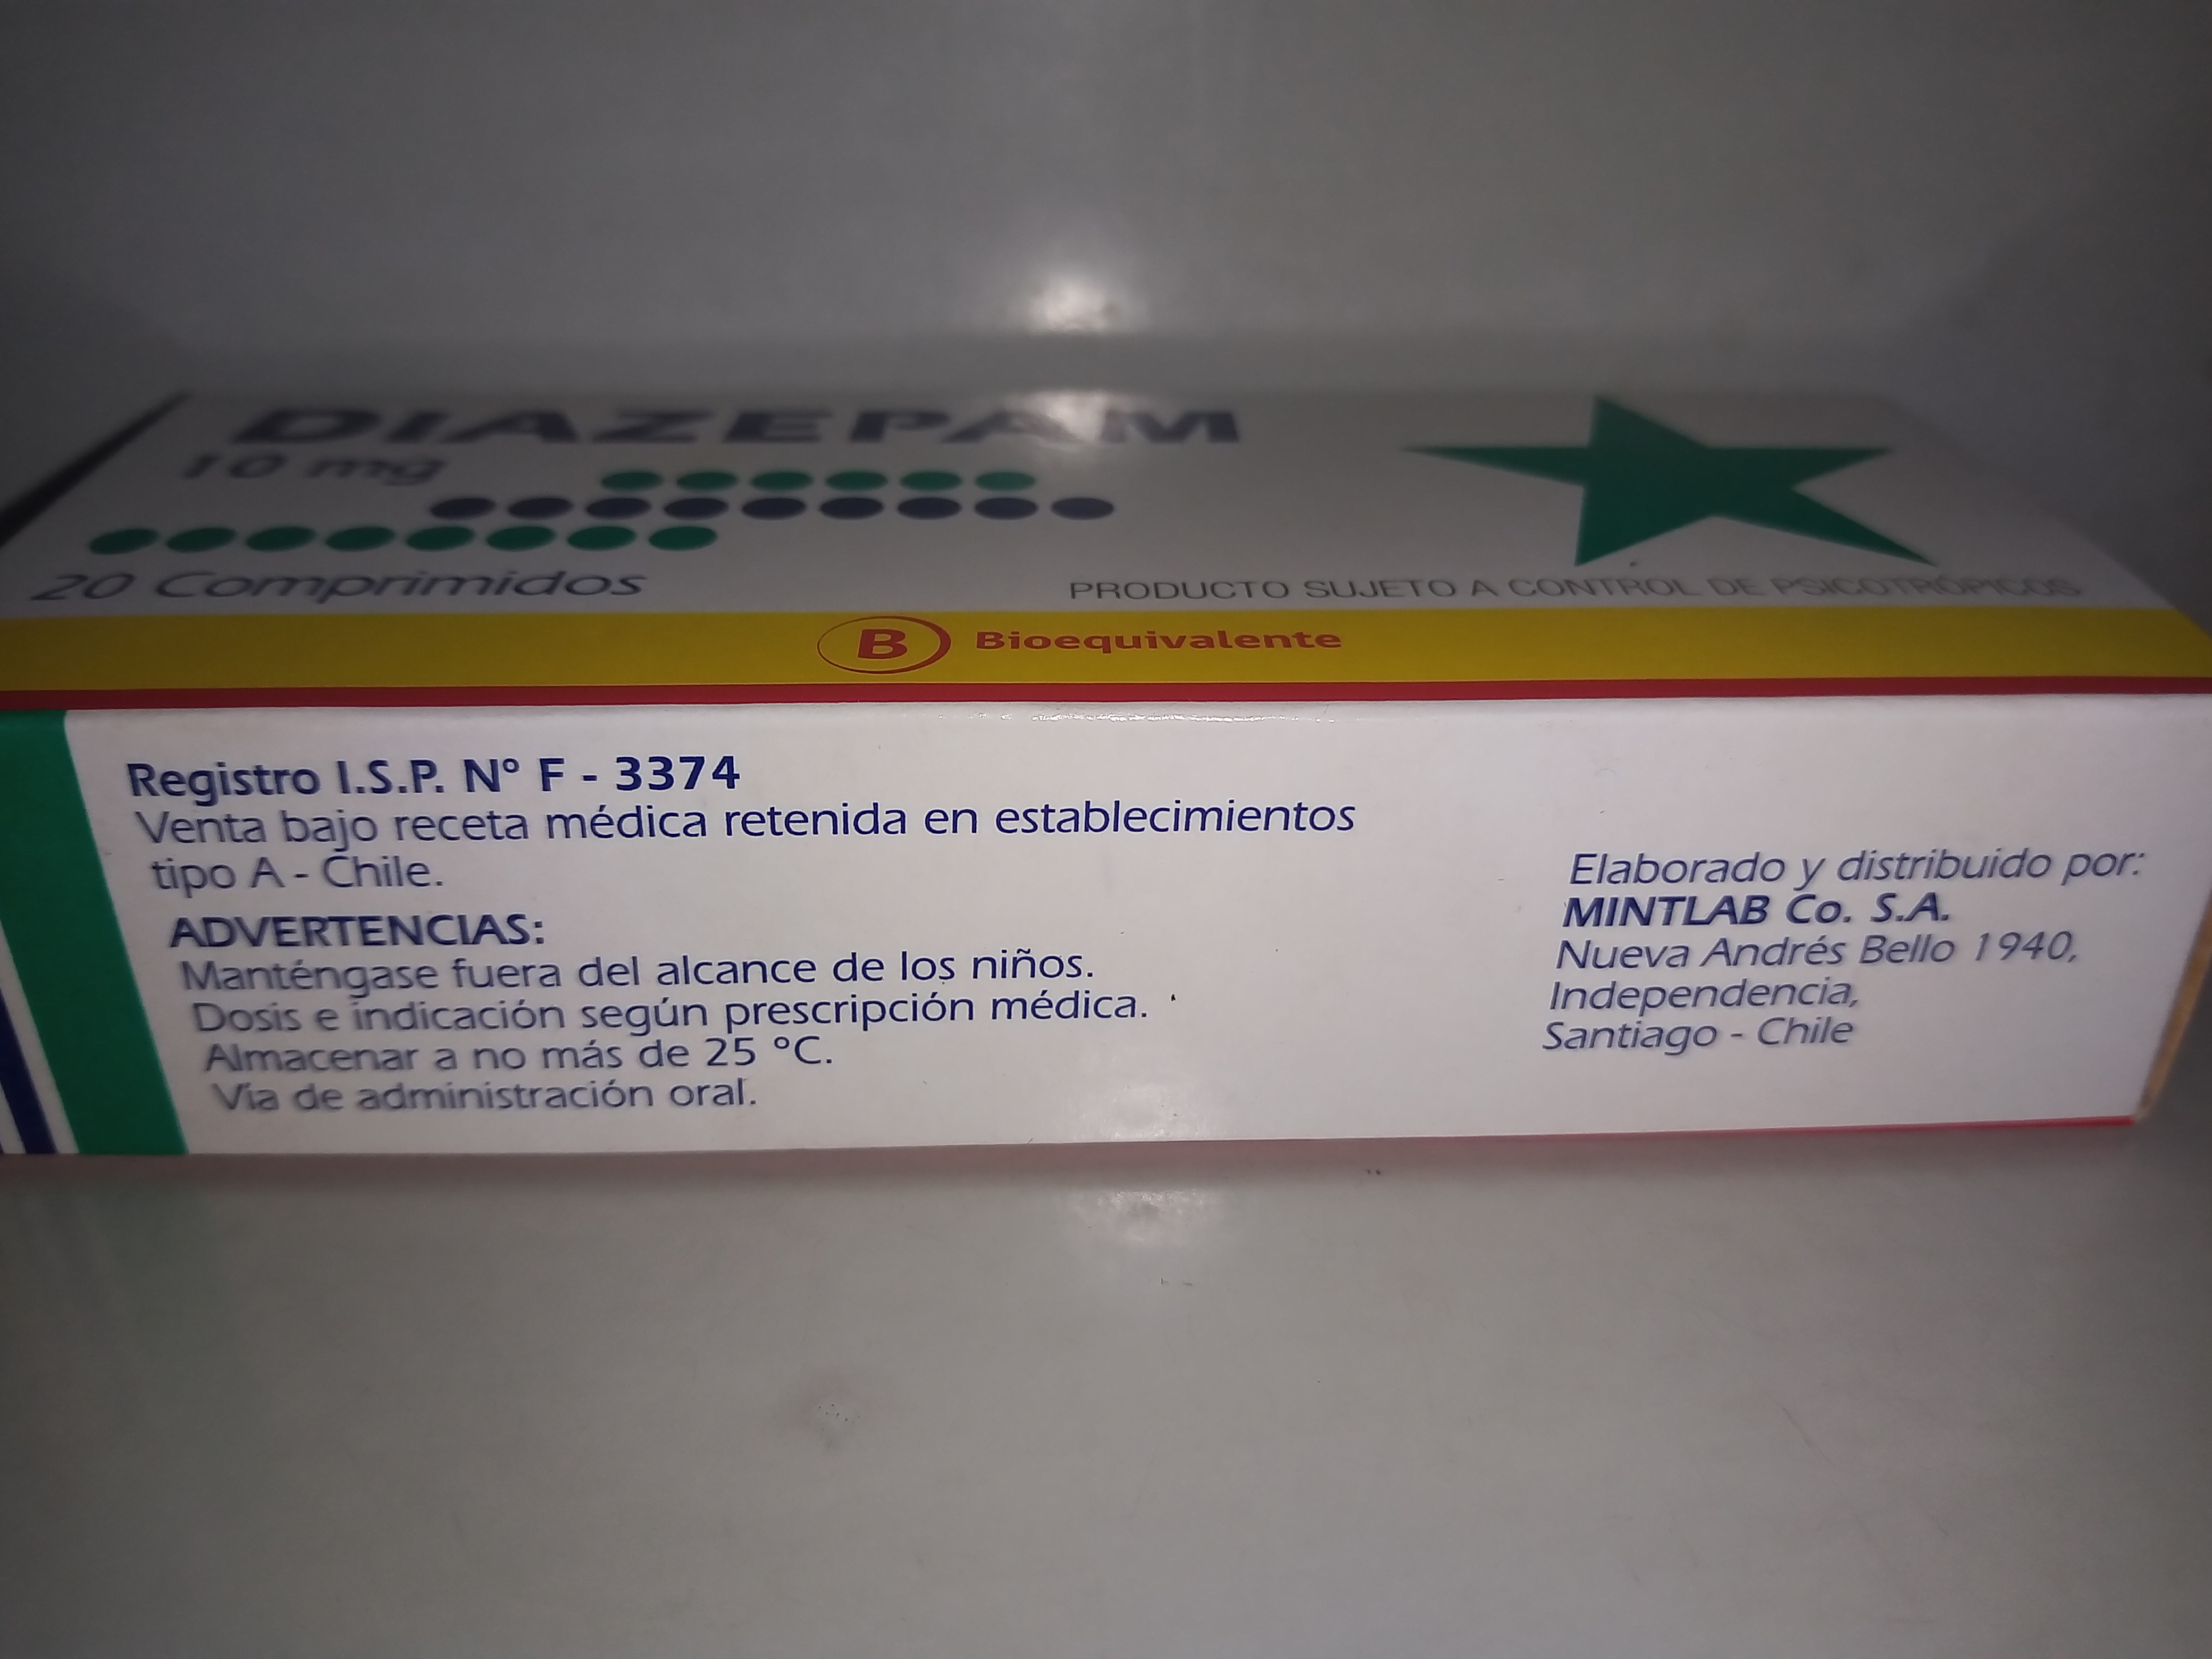 DIAZEPAM
10 mg
20 Comprimidos
PRODUCTO SUJETO A CONTROL DE PSICOTRÓPICOS
B Bioequivalente
Registro I.S.P. N° F - 3374
Venta bajo receta médica retenida en establecimientos
tipo A - Chile.
ADVERTENCIAS:
Manténgase fuera del alcance de los niños.
Dosis e indicación según prescripción médica.
Almacenar a no más de 25 °C.
Vía de administración oral.
Elaborado y distribuido por:
MINTLAB Co. S.A.
Nueva Andrés Bello 1940,
Independencia,
Santiago - Chile